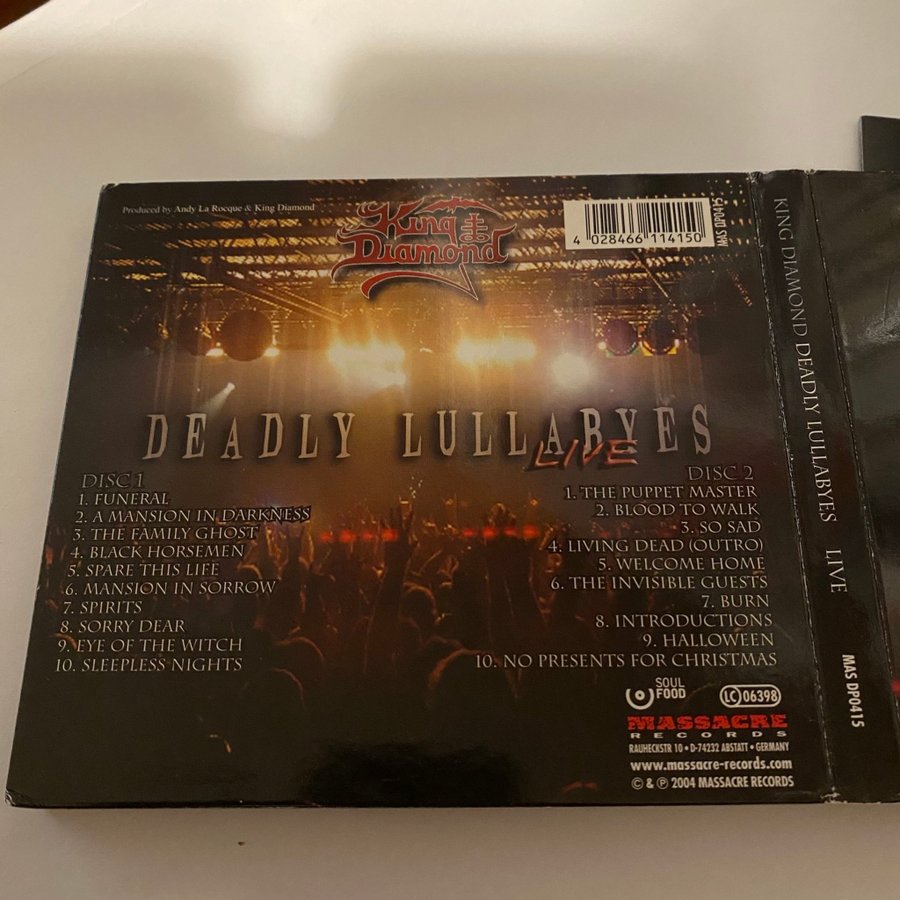 Produced by Andy La Rocque & King Diamond
King Diamond
4 028466 114150
MAS DP0415
DEADLY LULLABYES
LIVE
DISC 1
1. FUNERAL
2. A MANSION IN DARKNESS
3. THE FAMILY GHOST
4. BLACK HORSEMEN
5. SPARE THIS LIFE
6. MANSION IN SORROW
7. SPIRITS
8. SORRY DEAR
9. EYE OF THE WITCH
10. SLEEPLESS NIGHTS
DISC 2
1. THE PUPPET MASTER
2. BLOOD TO WALK
3. SO SAD
4. LIVING DEAD (OUTRO)
5. WELCOME HOME
6. THE INVISIBLE GUESTS
7. BURN
8. INTRODUCTIONS
9. HALLOWEEN
10. NO PRESENTS FOR CHRISTMAS
SOUL
FOOD
LC 06398
MASSACRE
RECORDS
RAUHECKSTR 10 • D-74232 ABSTATT • GERMANY
www.massacre-records.com
© & ℗ 2004 MASSACRE RECORDS
KING DIAMOND DEADLY LULLABYES LIVE
MAS DP0415